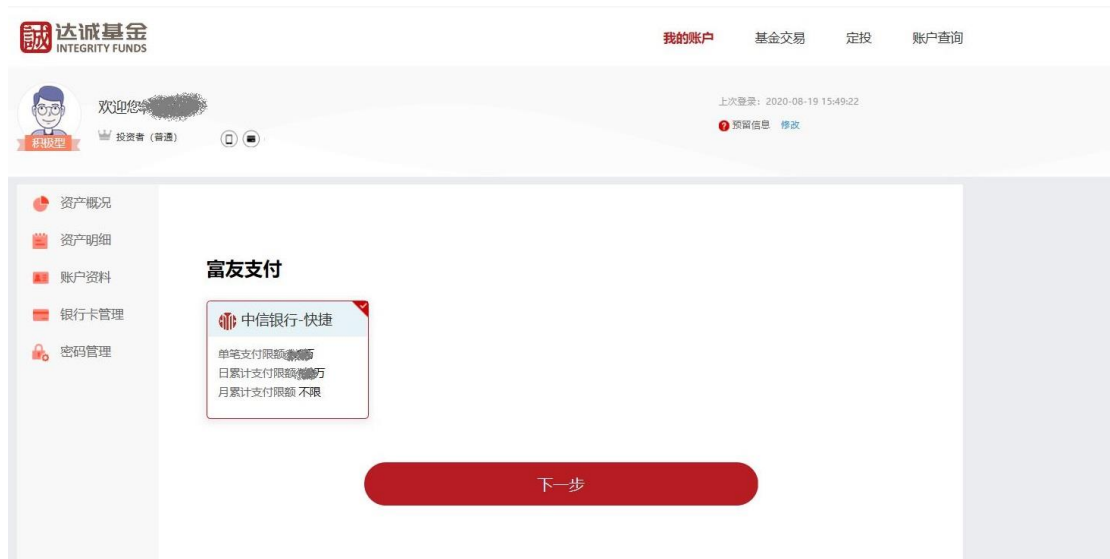 誠 达诚基金
INTEGRITY FUNDS
我的账户 基金交易 定投 账户查询
欢迎您
上次登录：2020-08-19 15:49:22
积极型
投资者（普通）
预留信息 修改
资产概况
资产明细
账户资料
银行卡管理
密码管理
富友支付
中信银行-快捷
单笔支付限额 万
日累计支付限额 万
月累计支付限额 不限
下一步